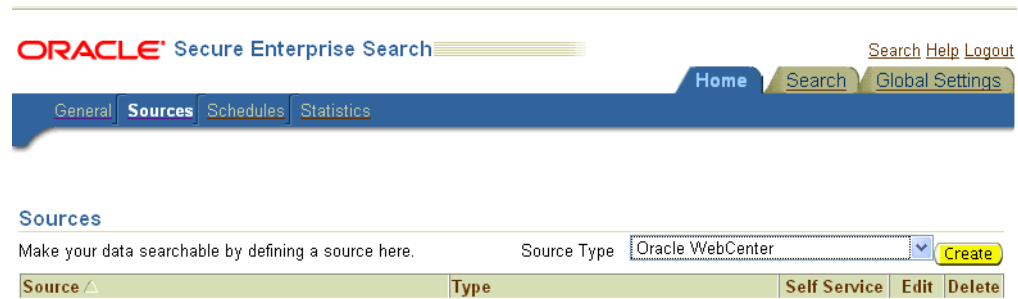 ORACLE Secure Enterprise Search
Search Help Logout
Home Search Global Settings
General Sources Schedules Statistics
Sources
Make your data searchable by defining a source here. Source Type Oracle WebCenter Create
Source Type Self Service Edit Delete